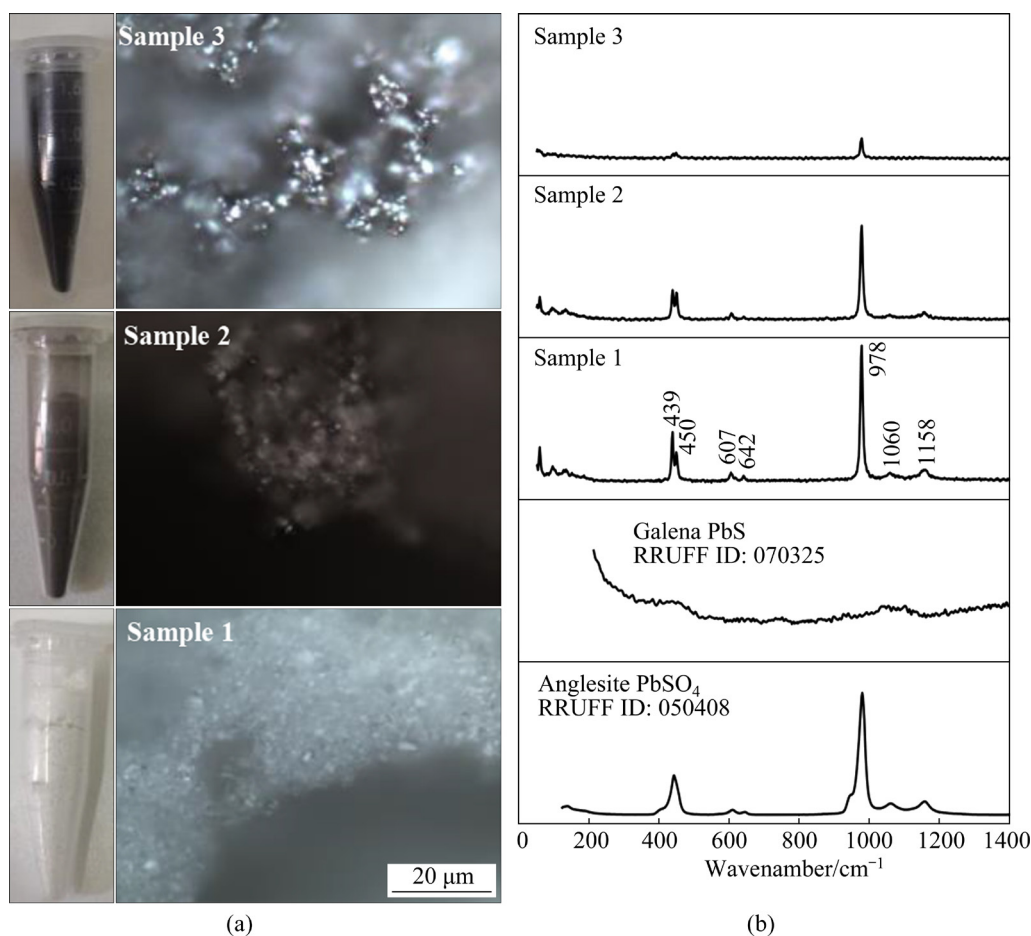 Sample 3
Sample 2
Sample 1
20 μm
(a)
Sample 3
Sample 2
Sample 1
439
450
607
642
978
1060
1158
Galena PbS
RRUFF ID: 070325
Anglesite PbSO₄
RRUFF ID: 050408
0 200 400 600 800 1000 1200 1400
Wavenamber/cm⁻¹
(b)